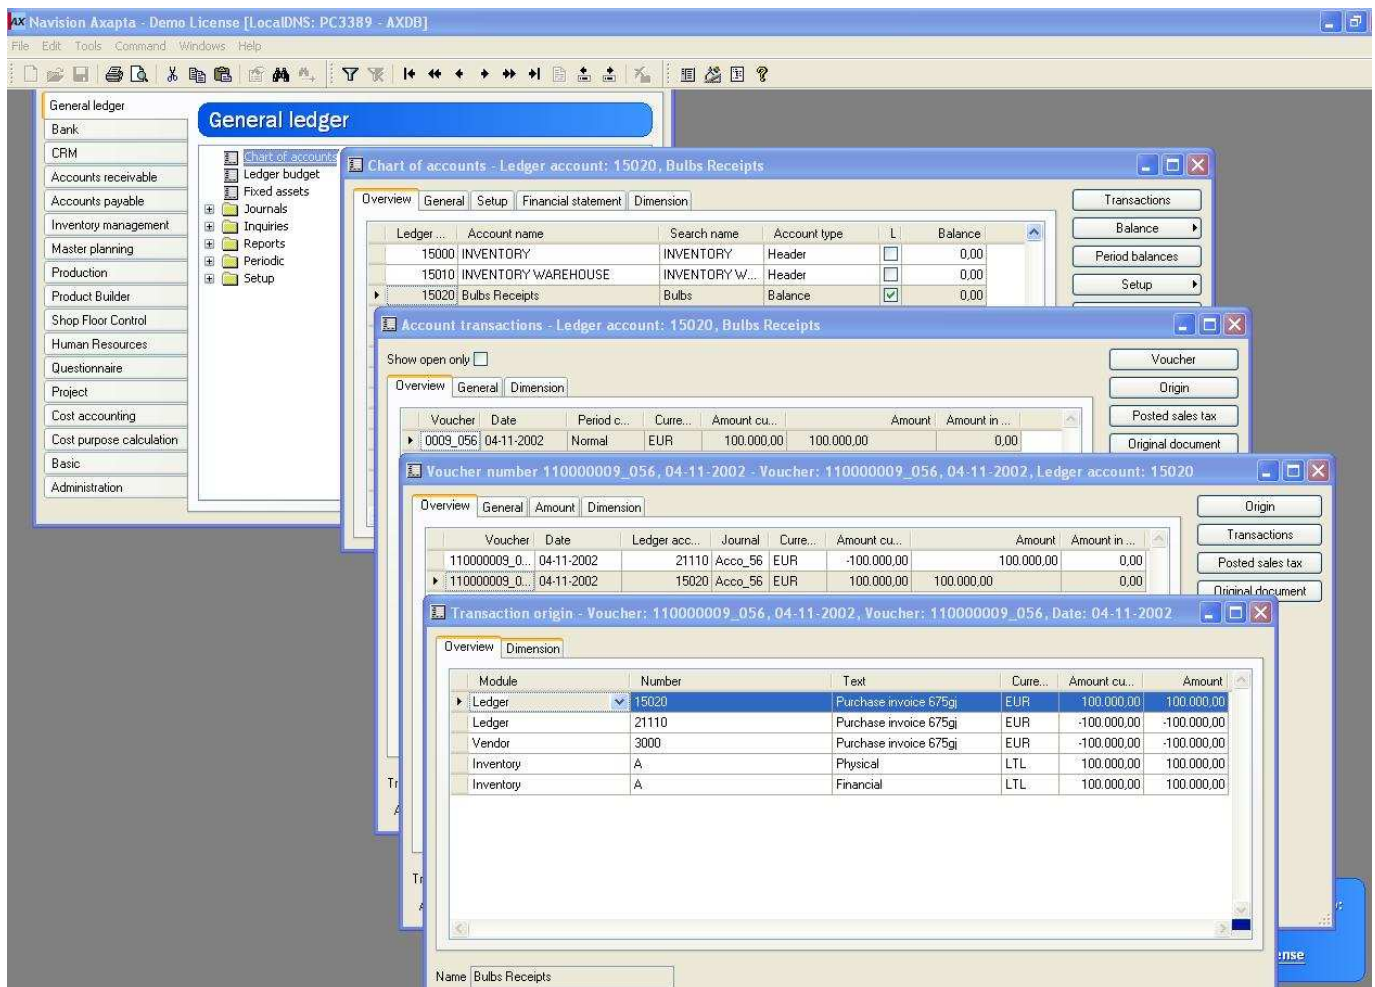 AX Navision Axapta - Demo License [LocalDNS: PC3389 - AXDB]
File Edit Tools Command Windows Help
General ledger
Bank
CRM
Accounts receivable
Accounts payable
Inventory management
Master planning
Production
Product Builder
Shop Floor Control
Human Resources
Questionnaire
Project
Cost accounting
Cost purpose calculation
Basic
Administration
General ledger
Chart of accounts
Ledger budget
Fixed assets
Journals
Inquiries
Reports
Periodic
Setup
Chart of accounts - Ledger account: 15020, Bulbs Receipts
Overview General Setup Financial statement Dimension
Ledger ... Account name Search name Account type L Balance
15000 INVENTORY INVENTORY Header 0,00
15010 INVENTORY WAREHOUSE INVENTORY W... Header 0,00
15020 Bulbs Receipts Bulbs Balance 0,00
Transactions
Balance
Period balances
Setup
Account transactions - Ledger account: 15020, Bulbs Receipts
Show open only
Overview General Dimension
Voucher Date Period c... Curre... Amount cu... Amount Amount in ...
0009_056 04-11-2002 Normal EUR 100.000,00 100.000,00 0,00
Voucher
Origin
Posted sales tax
Original document
Voucher number 110000009_056, 04-11-2002 - Voucher: 110000009_056, 04-11-2002, Ledger account: 15020
Overview General Amount Dimension
Voucher Date Ledger acc... Journal Curre... Amount cu... Amount Amount in ...
110000009_0... 04-11-2002 21110 Acco_56 EUR -100.000,00 100.000,00 0,00
110000009_0... 04-11-2002 15020 Acco_56 EUR 100.000,00 100.000,00 0,00
Origin
Transactions
Posted sales tax
Original document
Transaction origin - Voucher: 110000009_056, 04-11-2002, Voucher: 110000009_056, Date: 04-11-2002
Overview Dimension
Module Number Text Curre... Amount cu... Amount
Ledger 15020 Purchase invoice 675gj EUR 100.000,00 100.000,00
Ledger 21110 Purchase invoice 675gj EUR -100.000,00 -100.000,00
Vendor 3000 Purchase invoice 675gj EUR -100.000,00 -100.000,00
Inventory A Physical LTL 100.000,00 100.000,00
Inventory A Financial LTL 100.000,00 100.000,00
Name Bulbs Receipts